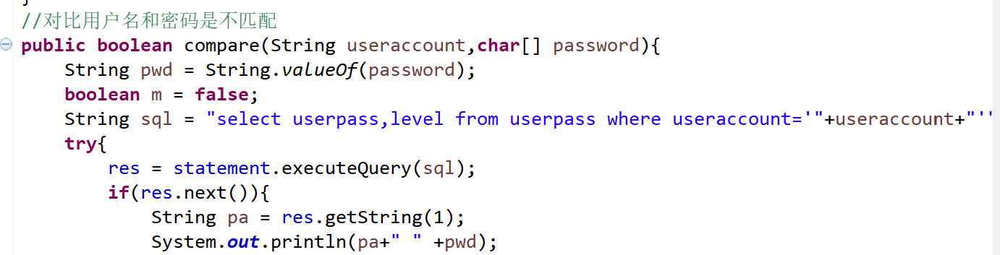 }
//对比用户名和密码是不匹配
public boolean compare(String useraccount,char[] password){
String pwd = String.valueOf(password);
boolean m = false;
String sql = "select userpass,level from userpass where useraccount='"+useraccount+"'"
try{
res = statement.executeQuery(sql);
if(res.next()){
String pa = res.getString(1);
System.out.println(pa+" " +pwd);